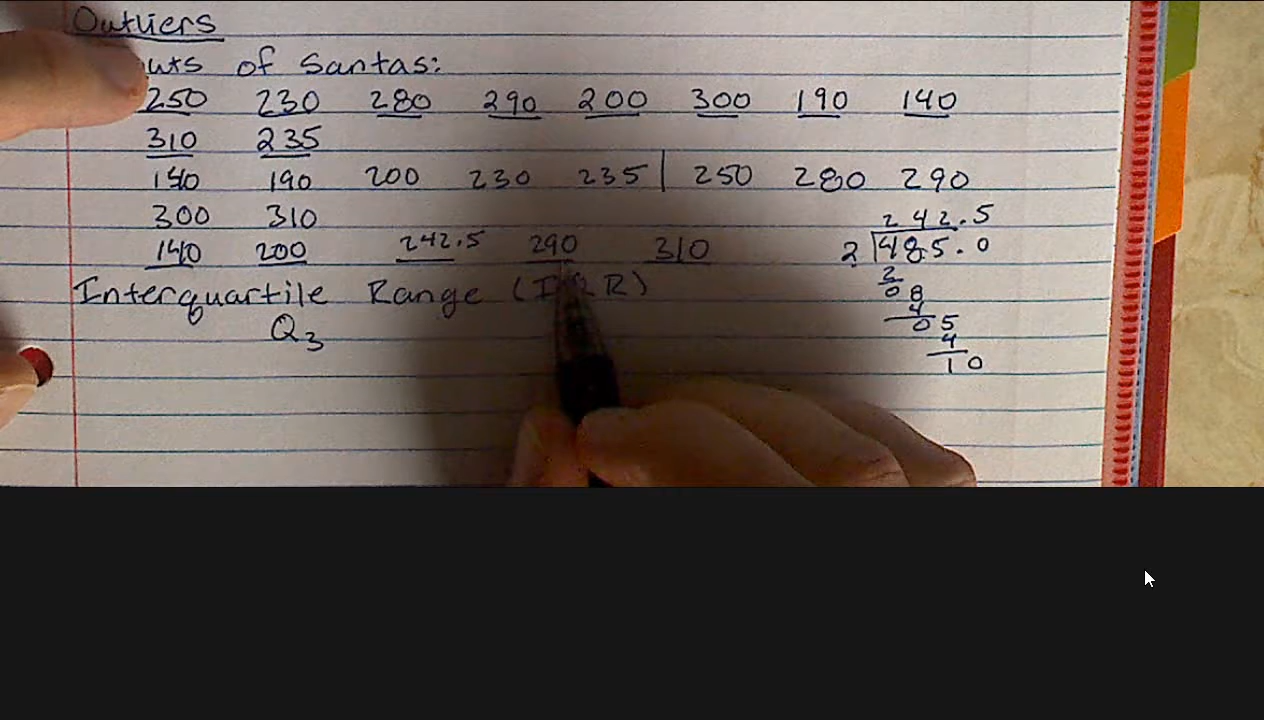 Outliers
of Santas:
250 230 280 290 200 300 190 140
310 235
140 190 200 230 235 | 250 280 290
300 310
140 200 242.5 290 310
Interquartile Range (IQR)
Q3
242.5
2 485.0
2
08
4
05
4
10